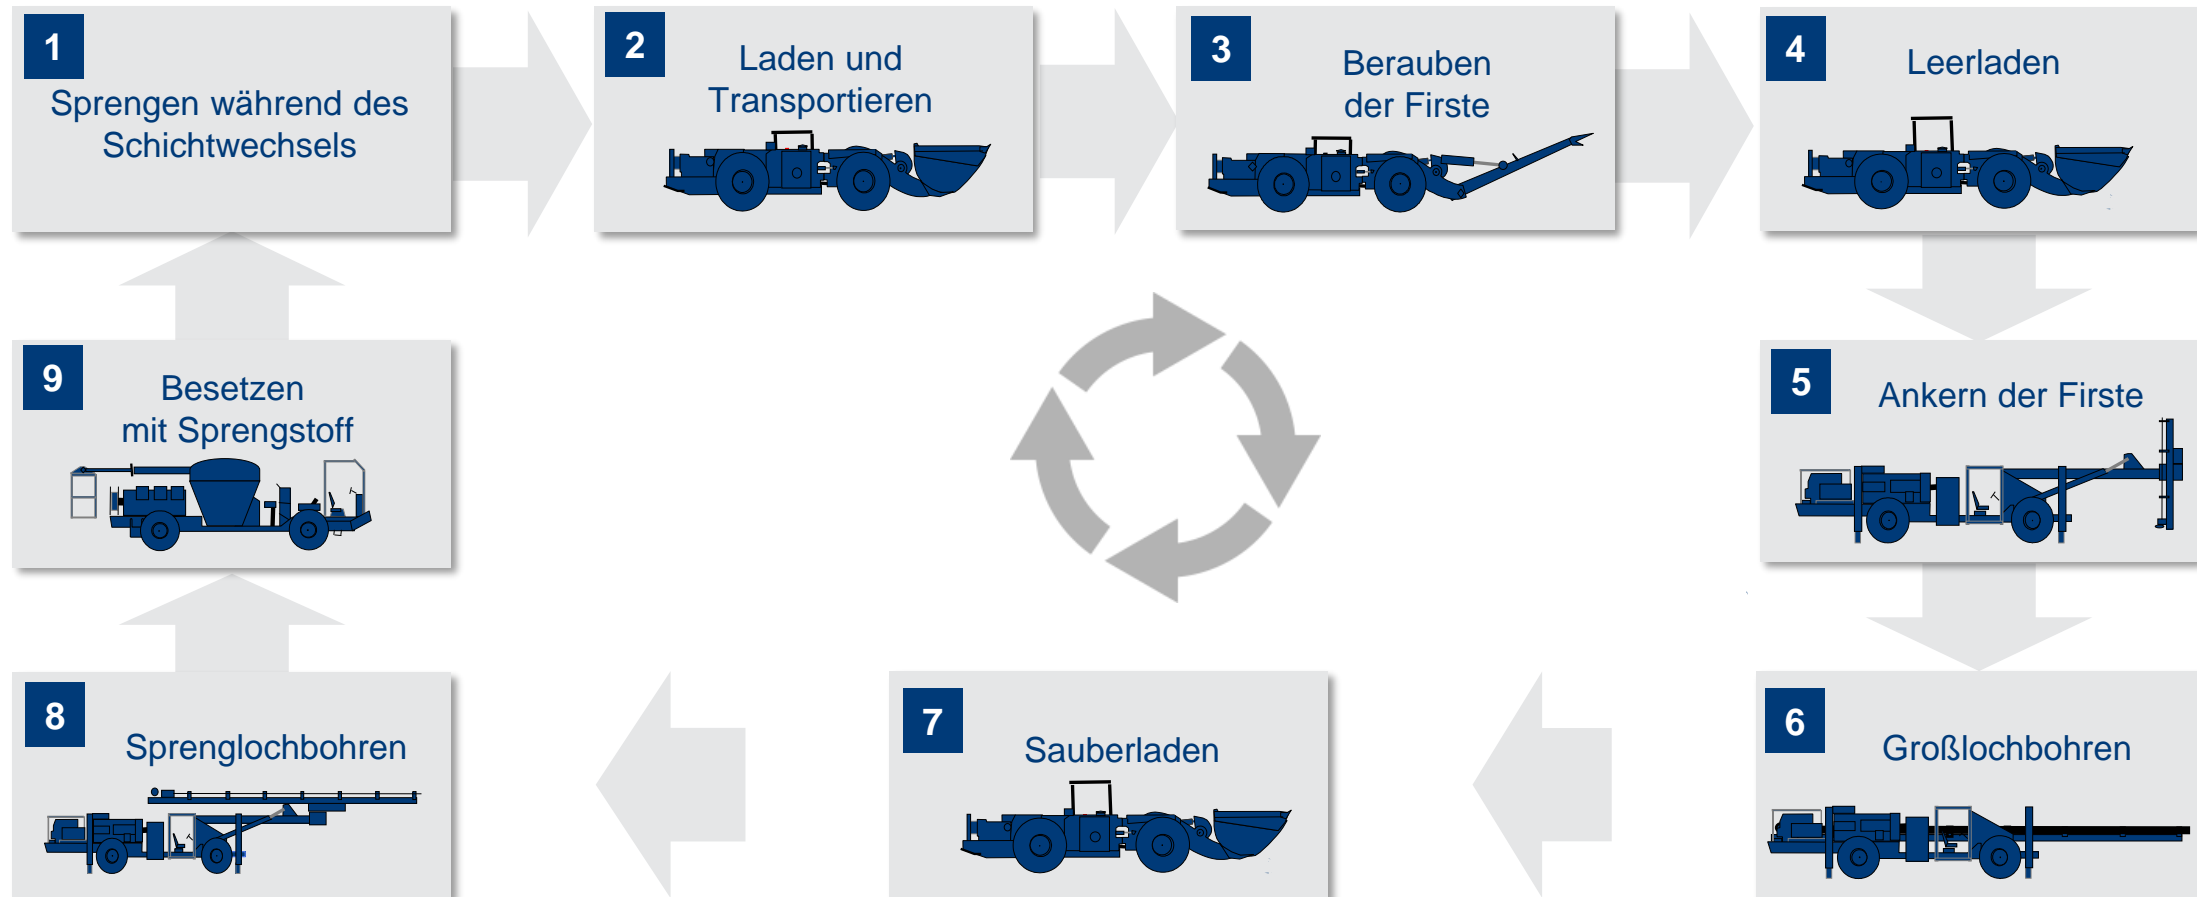 1
Sprengen während des
Schichtwechsels
2
Laden und
Transportieren
3
Berauben
der Firste
4
Leerladen
5
Ankern der Firste
6
Großlochbohren
7
Sauberladen
8
Sprenglochbohren
9
Besetzen
mit Sprengstoff